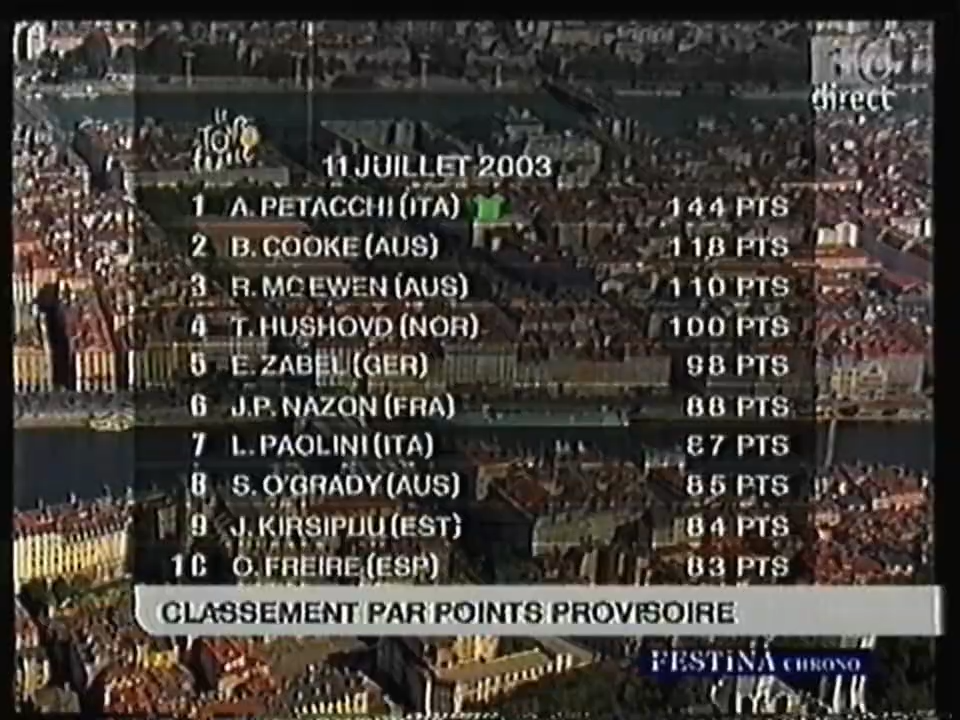 direct
le
TOUR
FRANCE
11 JUILLET 2003
1 A. PETACCHI (ITA) 144 PTS
2 B. COOKE (AUS) 118 PTS
3 R. MC EWEN (AUS) 110 PTS
4 T. HUSHOVD (NOR) 100 PTS
5 E. ZABEL (GER) 98 PTS
6 J.P. NAZON (FRA) 88 PTS
7 L. PAOLINI (ITA) 87 PTS
8 S. O'GRADY (AUS) 85 PTS
9 J. KIRSIPUU (EST) 84 PTS
10 O. FREIRE (ESP) 83 PTS
CLASSEMENT PAR POINTS PROVISOIRE
FESTINA CHRONO